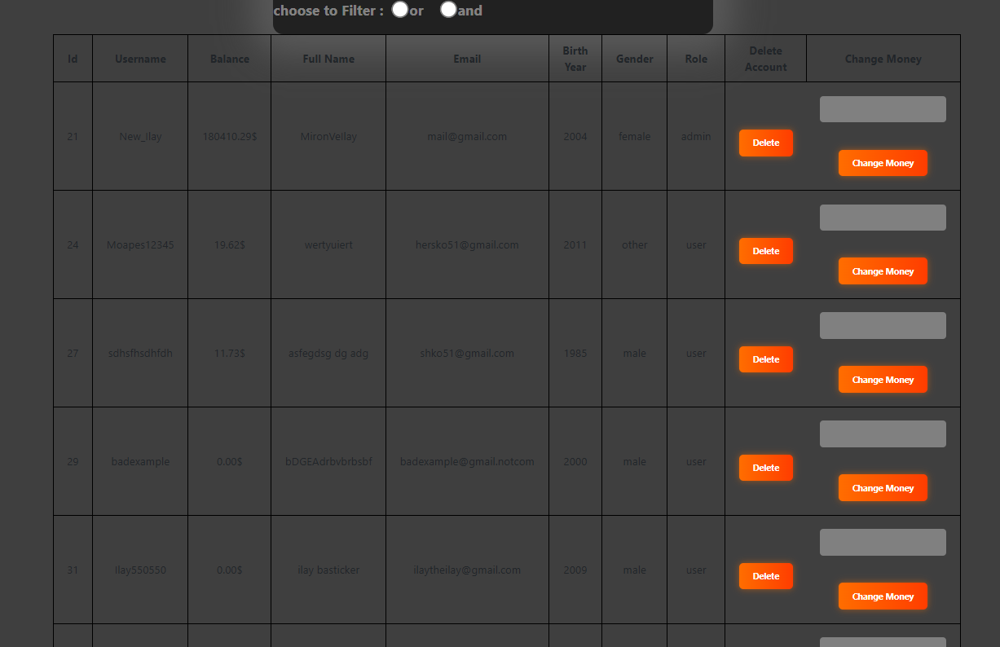 choose to Filter : or and
Id Username Balance Full Name Email Birth Year Gender Role Delete Account Change Money
21 New_Ilay 180410.29$ MironVeIlay mail@gmail.com 2004 female admin Delete Change Money
24 Moapes12345 19.62$ wertyuiert hersko51@gmail.com 2011 other user Delete Change Money
27 sdhsfhsdhfdh 11.73$ asfegdsg dg adg shko51@gmail.com 1985 male user Delete Change Money
29 badexample 0.00$ bDGEAdrbvbrbsbf badexample@gmail.notcom 2000 male user Delete Change Money
31 Ilay550550 0.00$ ilay basticker ilaytheilay@gmail.com 2009 male user Delete Change Money